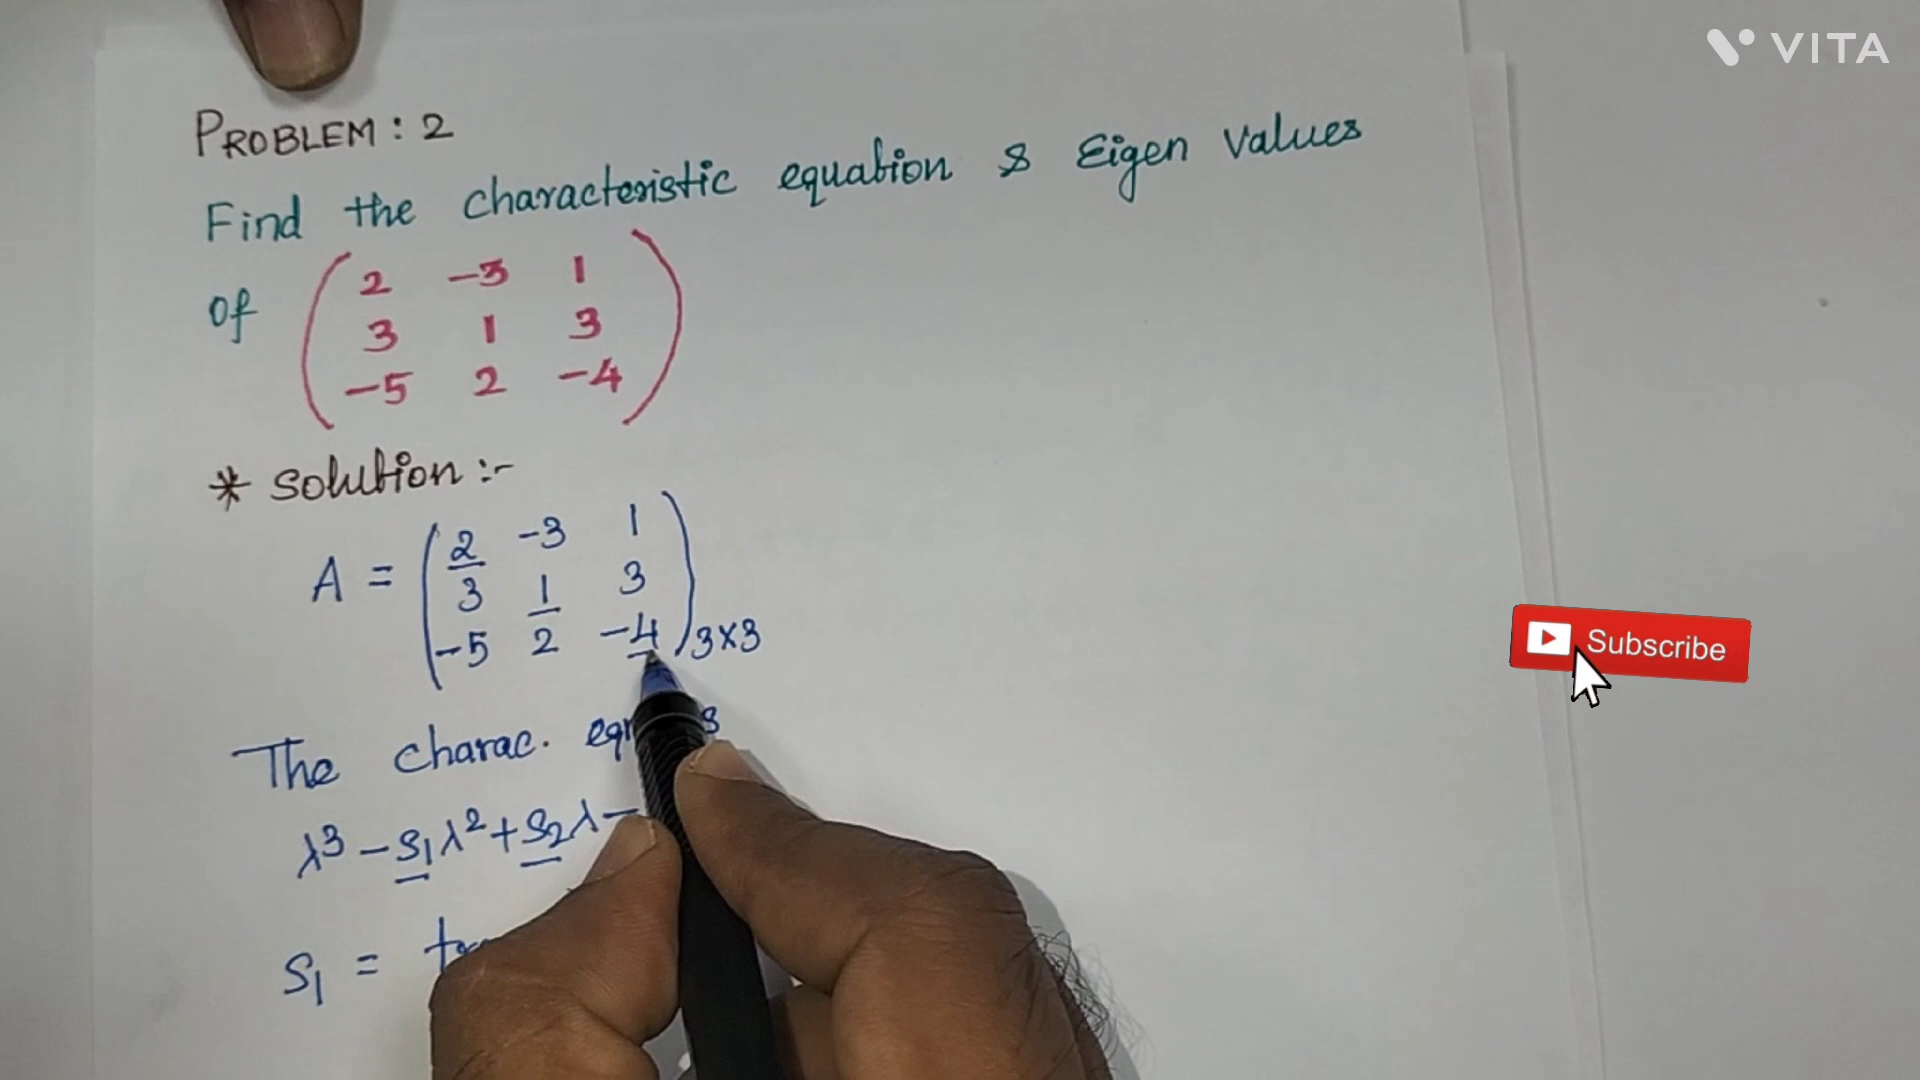 VITA
PROBLEM : 2
Find the characteristic equation & Eigen values
of ( 2 -3 1
3 1 3
-5 2 -4 )
* Solution :-
A = ( 2 -3 1
3 1 3
-5 2 -4 ) 3×3
The charac. eqn
λ³ - S₁λ² + S₂λ -
S₁ =
Subscribe